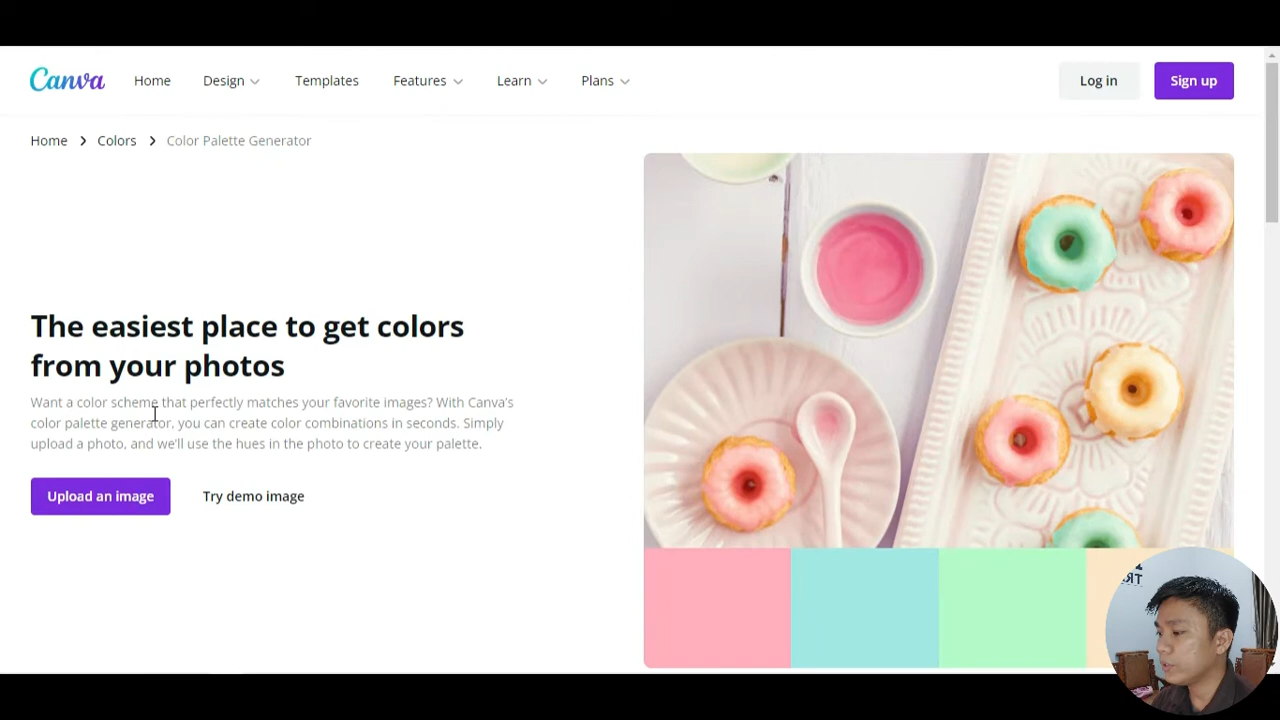 Canva Home Design Templates Features Learn Plans Log in Sign up
Home Colors Color Palette Generator
The easiest place to get colors
from your photos
Want a color scheme that perfectly matches your favorite images? With Canva's
color palette generator, you can create color combinations in seconds. Simply
upload a photo, and we'll use the hues in the photo to create your palette.
Upload an image Try demo image